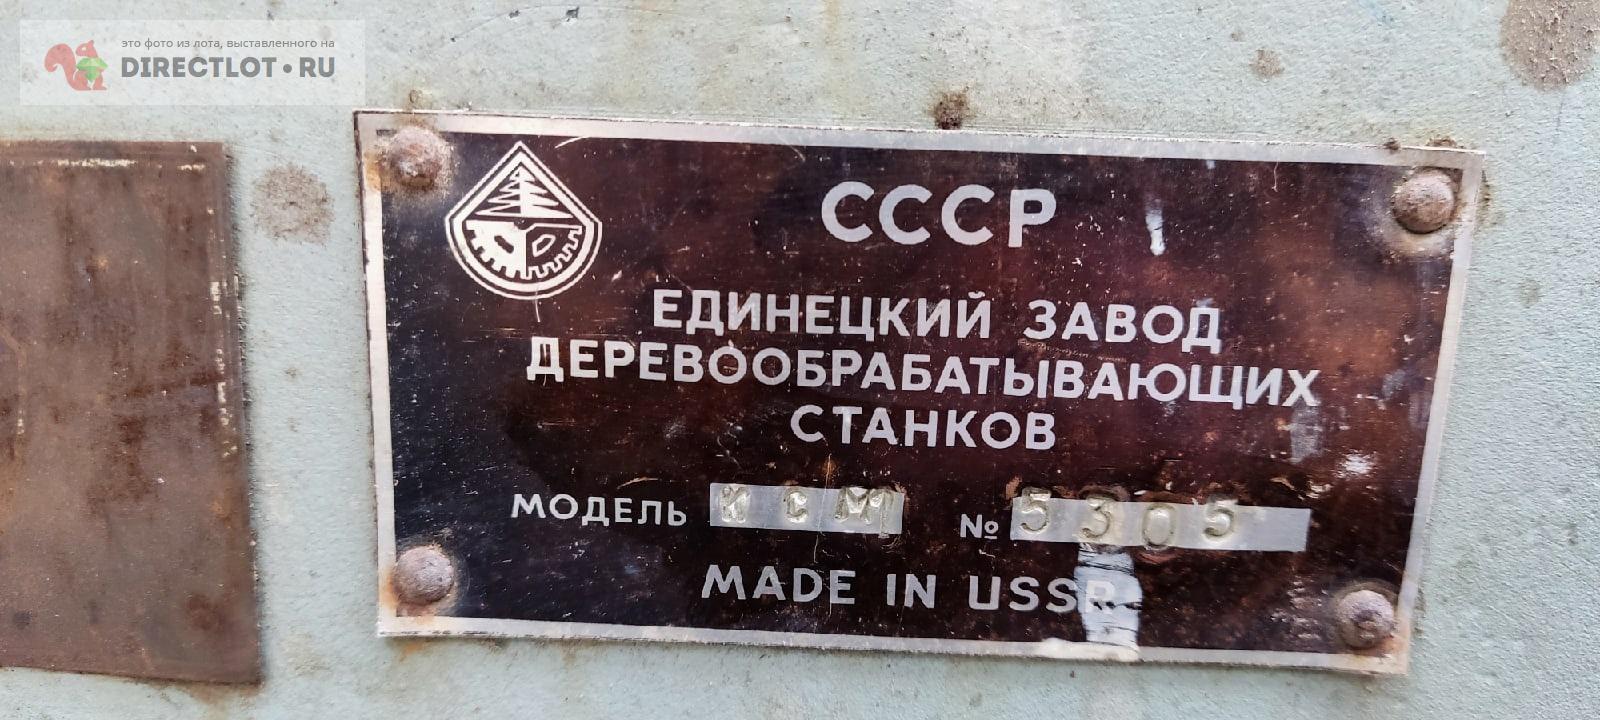 это фото из лота, выставленного на
DIRECTLOT•RU
СССР
ЕДИНЕЦКИЙ ЗАВОД
ДЕРЕВООБРАБАТЫВАЮЩИХ
СТАНКОВ
МОДЕЛЬ КСМ1 № 5305
MADE IN USSR